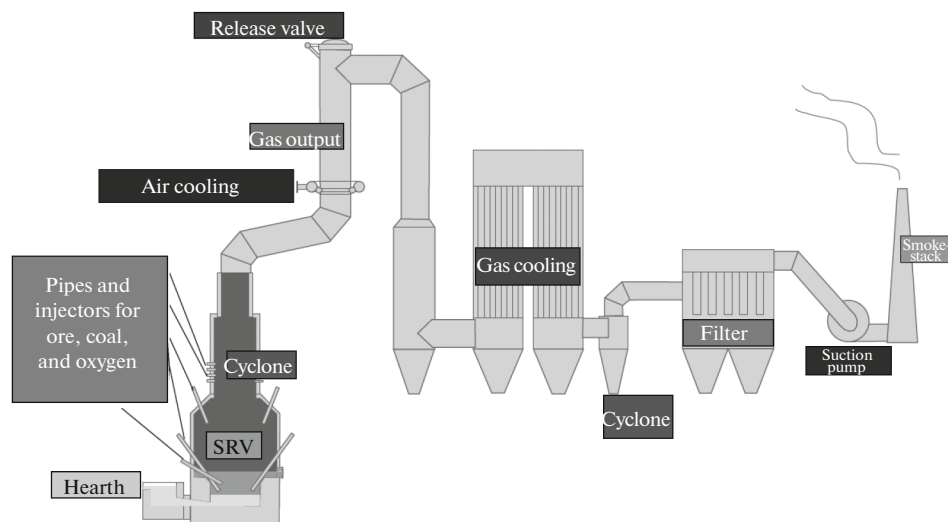 Release valve
Gas output
Air cooling
Pipes and
injectors for
ore, coal,
and oxygen
Cyclone
SRV
Hearth
Gas cooling
Cyclone
Filter
Suction
pump
Smoke-
stack